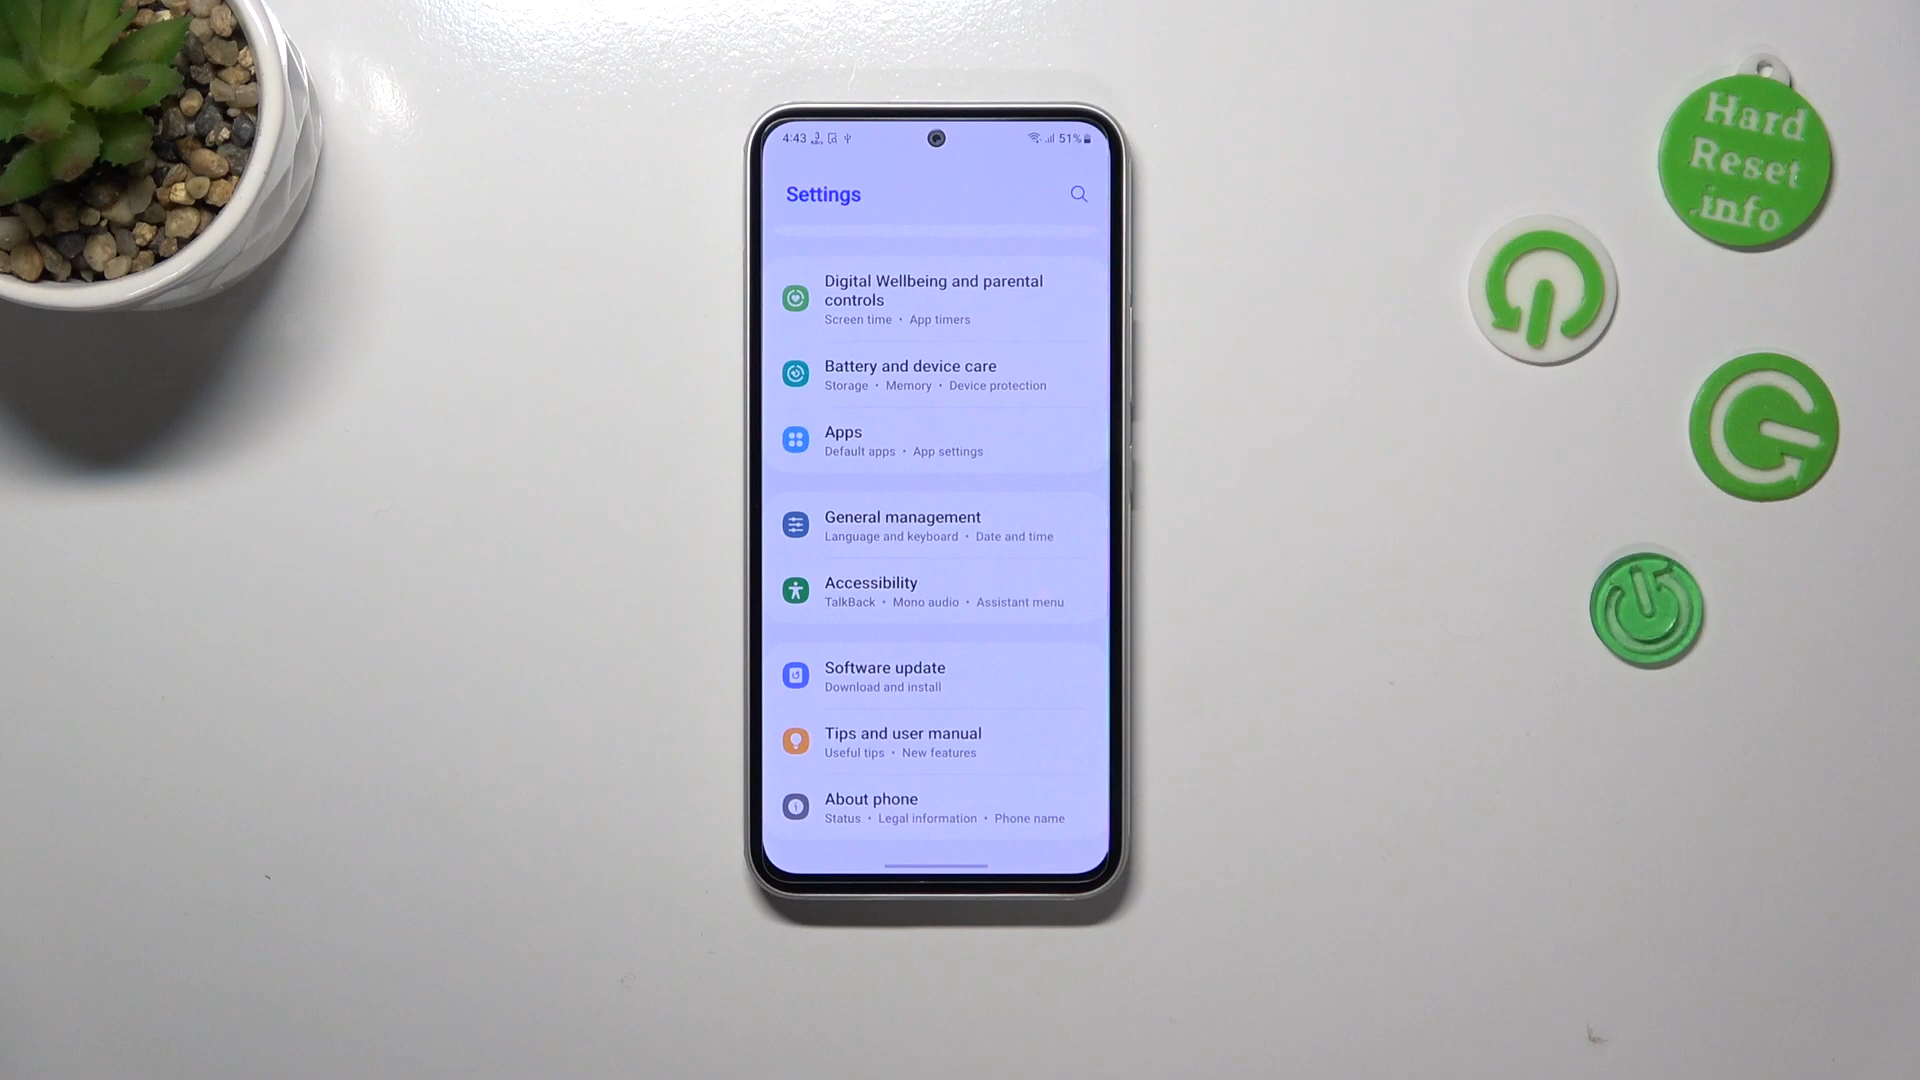 4:43
51%
Settings
Digital Wellbeing and parental
controls
Screen time • App timers
Battery and device care
Storage • Memory • Device protection
Apps
Default apps • App settings
General management
Language and keyboard • Date and time
Accessibility
TalkBack • Mono audio • Assistant menu
Software update
Download and install
Tips and user manual
Useful tips • New features
About phone
Status • Legal information • Phone name
Hard
Reset
info